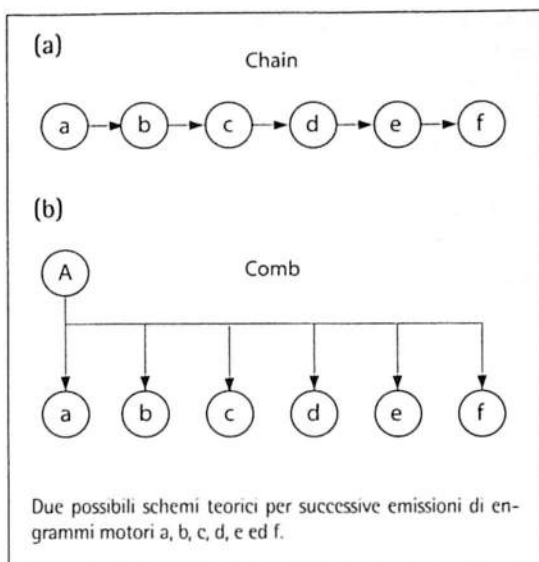 (a)
Chain
a b c d e f
(b)
A
Comb
a b c d e f
Due possibili schemi teorici per successive emissioni di en-
grammi motori a, b, c, d, e ed f.